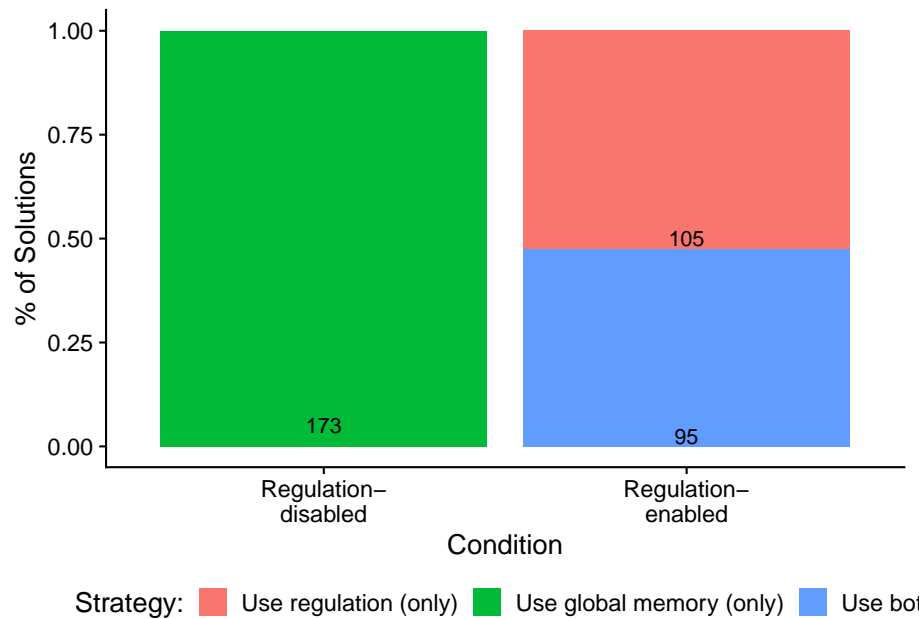 % of Solutions
1.00
0.75
0.50
0.25
0.00
105
173
95
Regulation−
disabled
Regulation−
enabled
Condition
Strategy: Use regulation (only) Use global memory (only) Use bot